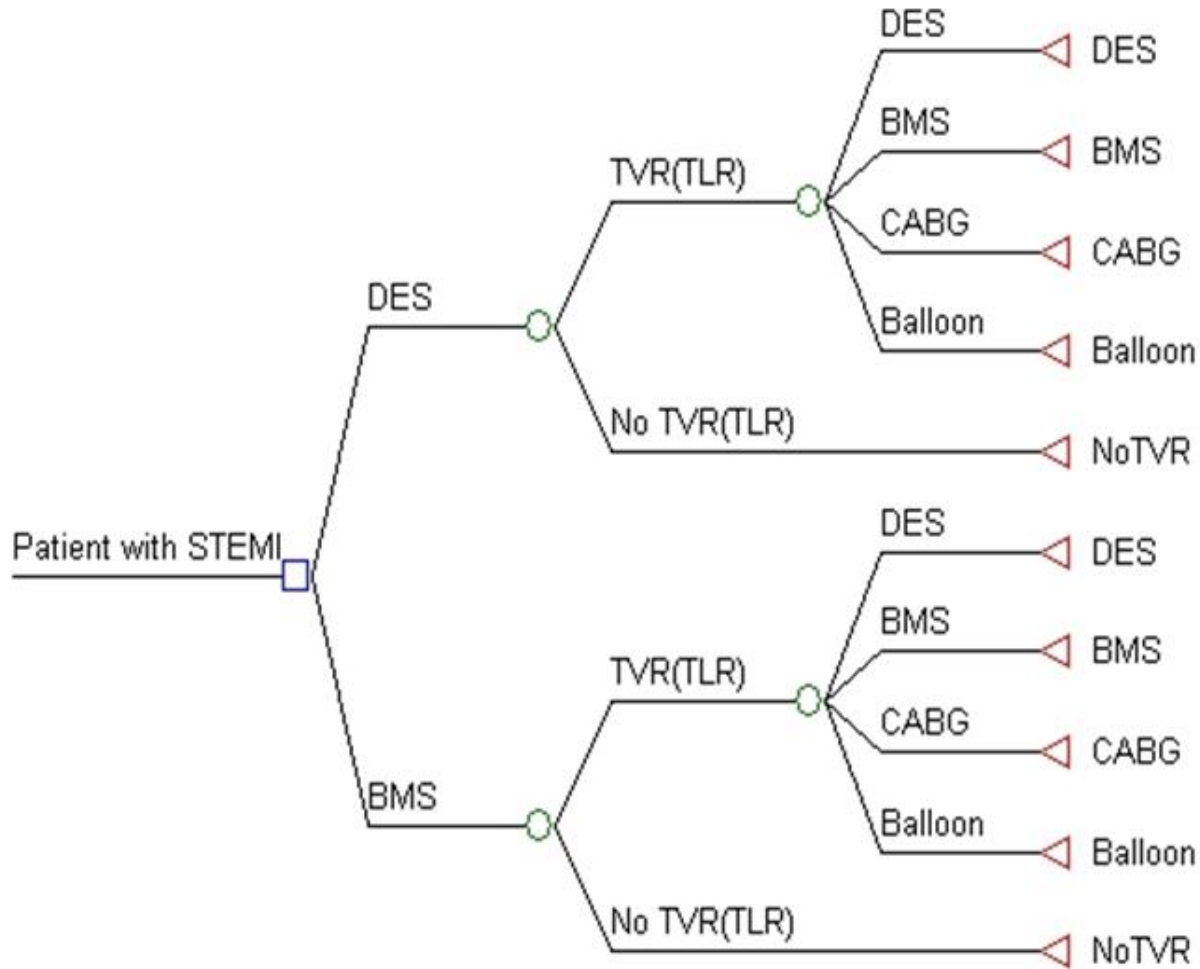 DES
DES
BMS
BMS
TVR(TLR)
CABG
CABG
DES
Balloon
Balloon
No TVR(TLR)
NoTVR
Patient with STEMI
DES
DES
BMS
BMS
TVR(TLR)
CABG
CABG
BMS
Balloon
Balloon
No TVR(TLR)
NoTVR